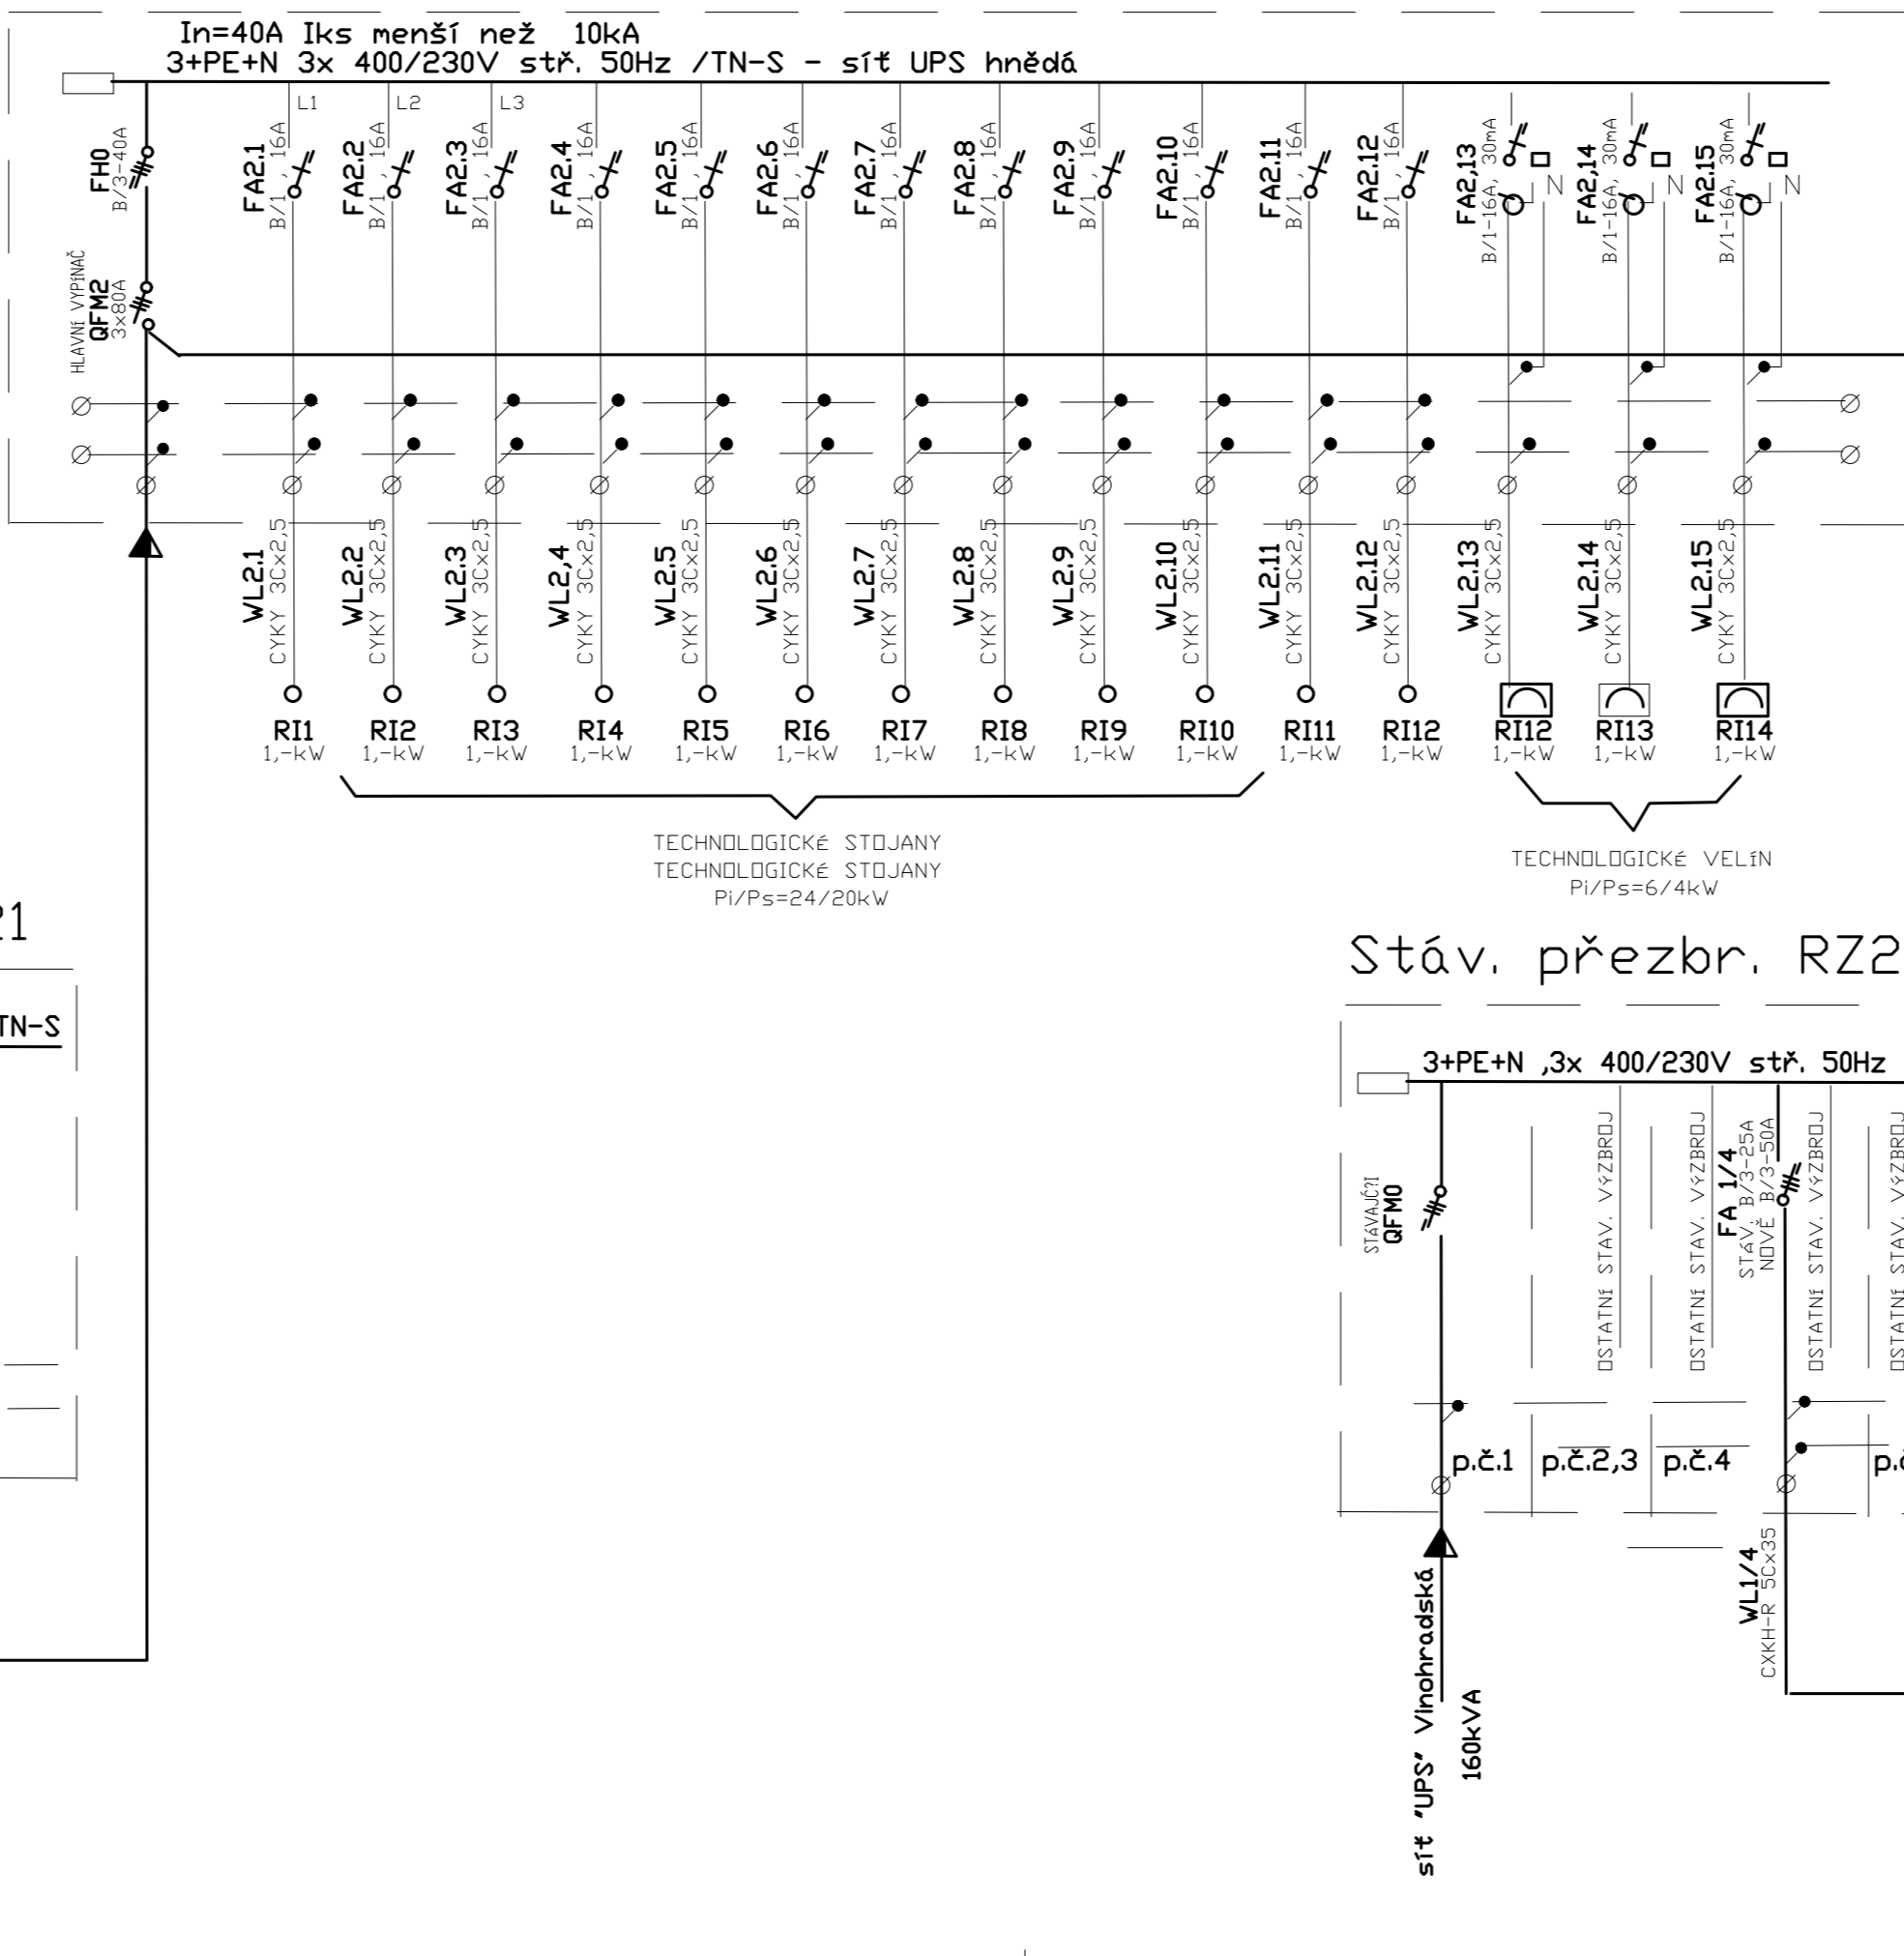 In=40A Iks menší než 10kA
3+PE+N 3x 400/230V stř. 50Hz /TN-S - síť UPS hnědá
L1
L2
L3
FH0
B/3-40A
FA2.1
B/1, 16A
FA2.2
B/1, 16A
FA2.3
B/1, 16A
FA2.4
B/1, 16A
FA2.5
B/1, 16A
FA2.6
B/1, 16A
FA2.7
B/1, 16A
FA2.8
B/1, 16A
FA2.9
B/1, 16A
FA2.10
B/1, 16A
FA2.11
B/1, 16A
FA2.12
B/1, 16A
FA2,13
B/1-16A, 30mA
N
FA2,14
B/1-16A, 30mA
N
FA2.15
B/1-16A, 30mA
N
HLAVNÍ VYPÍNAČ
QFM2
3x80A
WL2.1
CYKY 3Cx2,5
WL2.2
CYKY 3Cx2,5
WL2.3
CYKY 3Cx2,5
WL2,4
CYKY 3Cx2,5
WL2.5
CYKY 3Cx2,5
WL2.6
CYKY 3Cx2,5
WL2.7
CYKY 3Cx2,5
WL2.8
CYKY 3Cx2,5
WL2.9
CYKY 3Cx2,5
WL2.10
CYKY 3Cx2,5
WL2.11
CYKY 3Cx2,5
WL2.12
CYKY 3Cx2,5
WL2.13
CYKY 3Cx2,5
WL2.14
CYKY 3Cx2,5
WL2.15
CYKY 3Cx2,5
RI1
1,-kW
RI2
1,-kW
RI3
1,-kW
RI4
1,-kW
RI5
1,-kW
RI6
1,-kW
RI7
1,-kW
RI8
1,-kW
RI9
1,-kW
RI10
1,-kW
RI11
1,-kW
RI12
1,-kW
RI12
1,-kW
RI13
1,-kW
RI14
1,-kW
TECHNOLOGICKÉ STOJANY
TECHNOLOGICKÉ STOJANY
Pi/Ps=24/20kW
TECHNOLOGICKÉ VELÍN
Pi/Ps=6/4kW
21
TN-S
Stáv. přezbr. RZ2
3+PE+N ,3x 400/230V stř. 50Hz
STÁVAJÍČ?I
QFM0
OSTATNÍ STAV. VÝZBROJ
OSTATNÍ STAV. VÝZBROJ
FA 1/4
STÁV. B/3-25A
NOVĚ B/3-50A
OSTATNÍ STAV. VÝZBROJ
OSTATNÍ STAV. VÝZBROJ
p.č.1
p.č.2,3
p.č.4
p.č
WL1/4
CXKH-R 5Cx35
síť "UPS" Vinohradská
160kVA